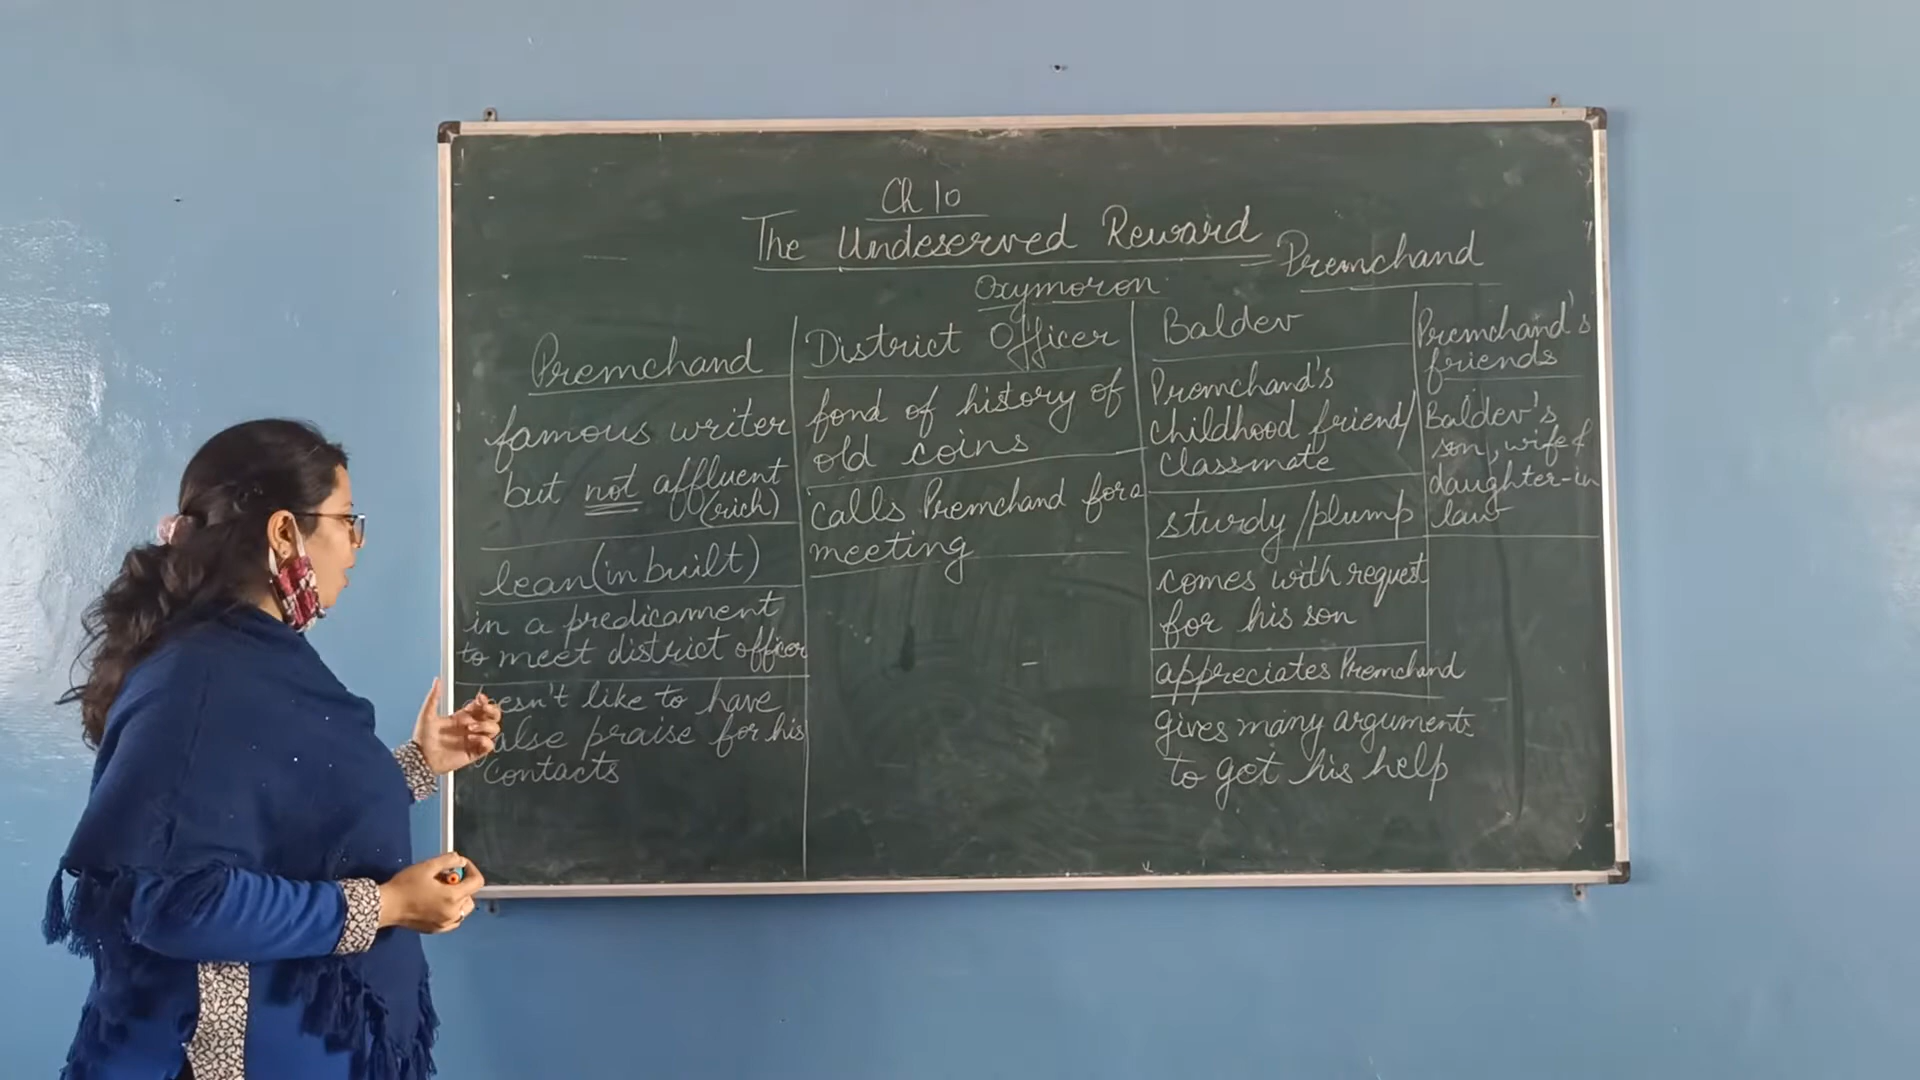 Ch 10
The Undeserved Reward
- Premchand
Oxymoron
Premchand
famous writer
but not affluent
(rich)
lean (in built)
in a predicament
to meet district officer
doesn't like to have
false praise for his
contacts
District Officer
fond of history of
old coins
calls Premchand for a
meeting
Baldev
Premchand's
childhood friend/
classmate
sturdy/plump
comes with request
for his son
appreciates Premchand
gives many arguments
to get his help
Premchand's
friends
Baldev's
son, wife &
daughter-in
law